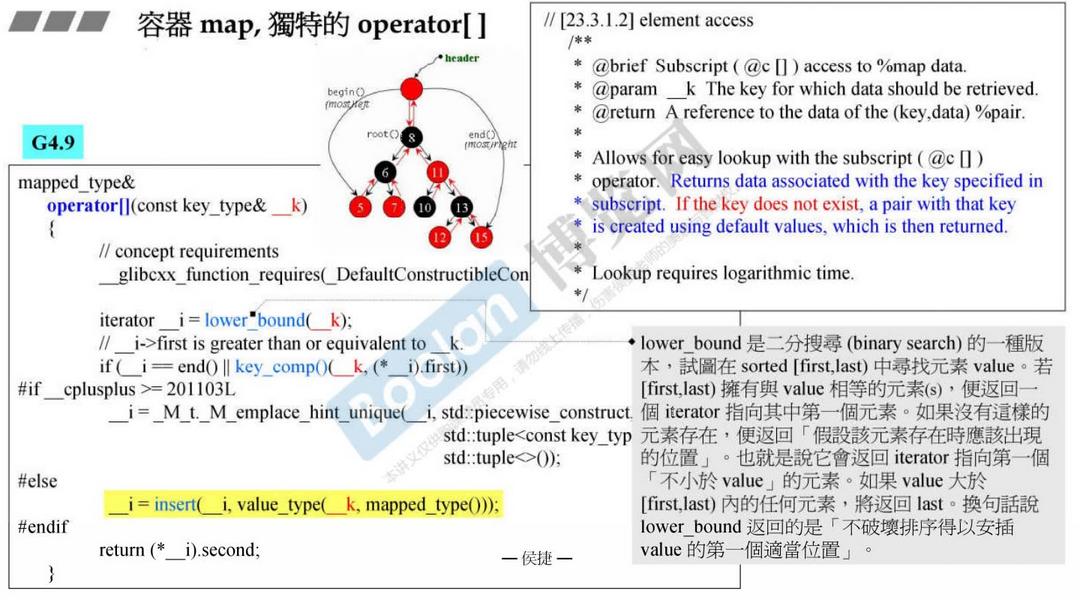 容器 map, 獨特的 operator[ ]
// [23.3.1.2] element access
/**
* @brief Subscript ( @c [] ) access to %map data.
* @param __k The key for which data should be retrieved.
* @return A reference to the data of the (key,data) %pair.
*
* Allows for easy lookup with the subscript ( @c [] )
* operator. Returns data associated with the key specified in
* subscript. If the key does not exist, a pair with that key
* is created using default values, which is then returned.
*
* Lookup requires logarithmic time.
*/
header
begin()
(most)left
root()
end()
(most)right
8
6
11
5
7
10
13
12
15
G4.9
mapped_type&
operator[](const key_type& __k)
{
// concept requirements
__glibcxx_function_requires(_DefaultConstructibleCon
iterator __i = lower_bound(__k);
// __i->first is greater than or equivalent to __k.
if (__i == end() || key_comp()(__k, (*__i).first))
#if __cplusplus >= 201103L
__i = _M_t._M_emplace_hint_unique(__i, std::piecewise_construct,
std::tuple<const key_typ
std::tuple<>());
#else
__i = insert(__i, value_type(__k, mapped_type()));
#endif
return (*__i).second;
}
lower_bound 是二分搜尋 (binary search) 的一種版
本，試圖在 sorted [first,last) 中尋找元素 value。若
[first,last) 擁有與 value 相等的元素(s)，便返回一
個 iterator 指向其中第一個元素。如果沒有這樣的
元素存在，便返回「假設該元素存在時應該出現
的位置」。也就是說它會返回 iterator 指向第一個
「不小於 value」的元素。如果 value 大於
[first,last) 內的任何元素，將返回 last。換句話說
lower_bound 返回的是「不破壞排序得以安插
value 的第一個適當位置」。
— 侯捷 —
Boolan
博览网